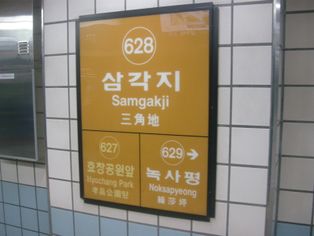 628
삼각지
Samgakji
三角地
627
효창공원앞
Hyochang Park
孝昌公園앞
629 →
녹사평
Noksapyeong
綠莎坪